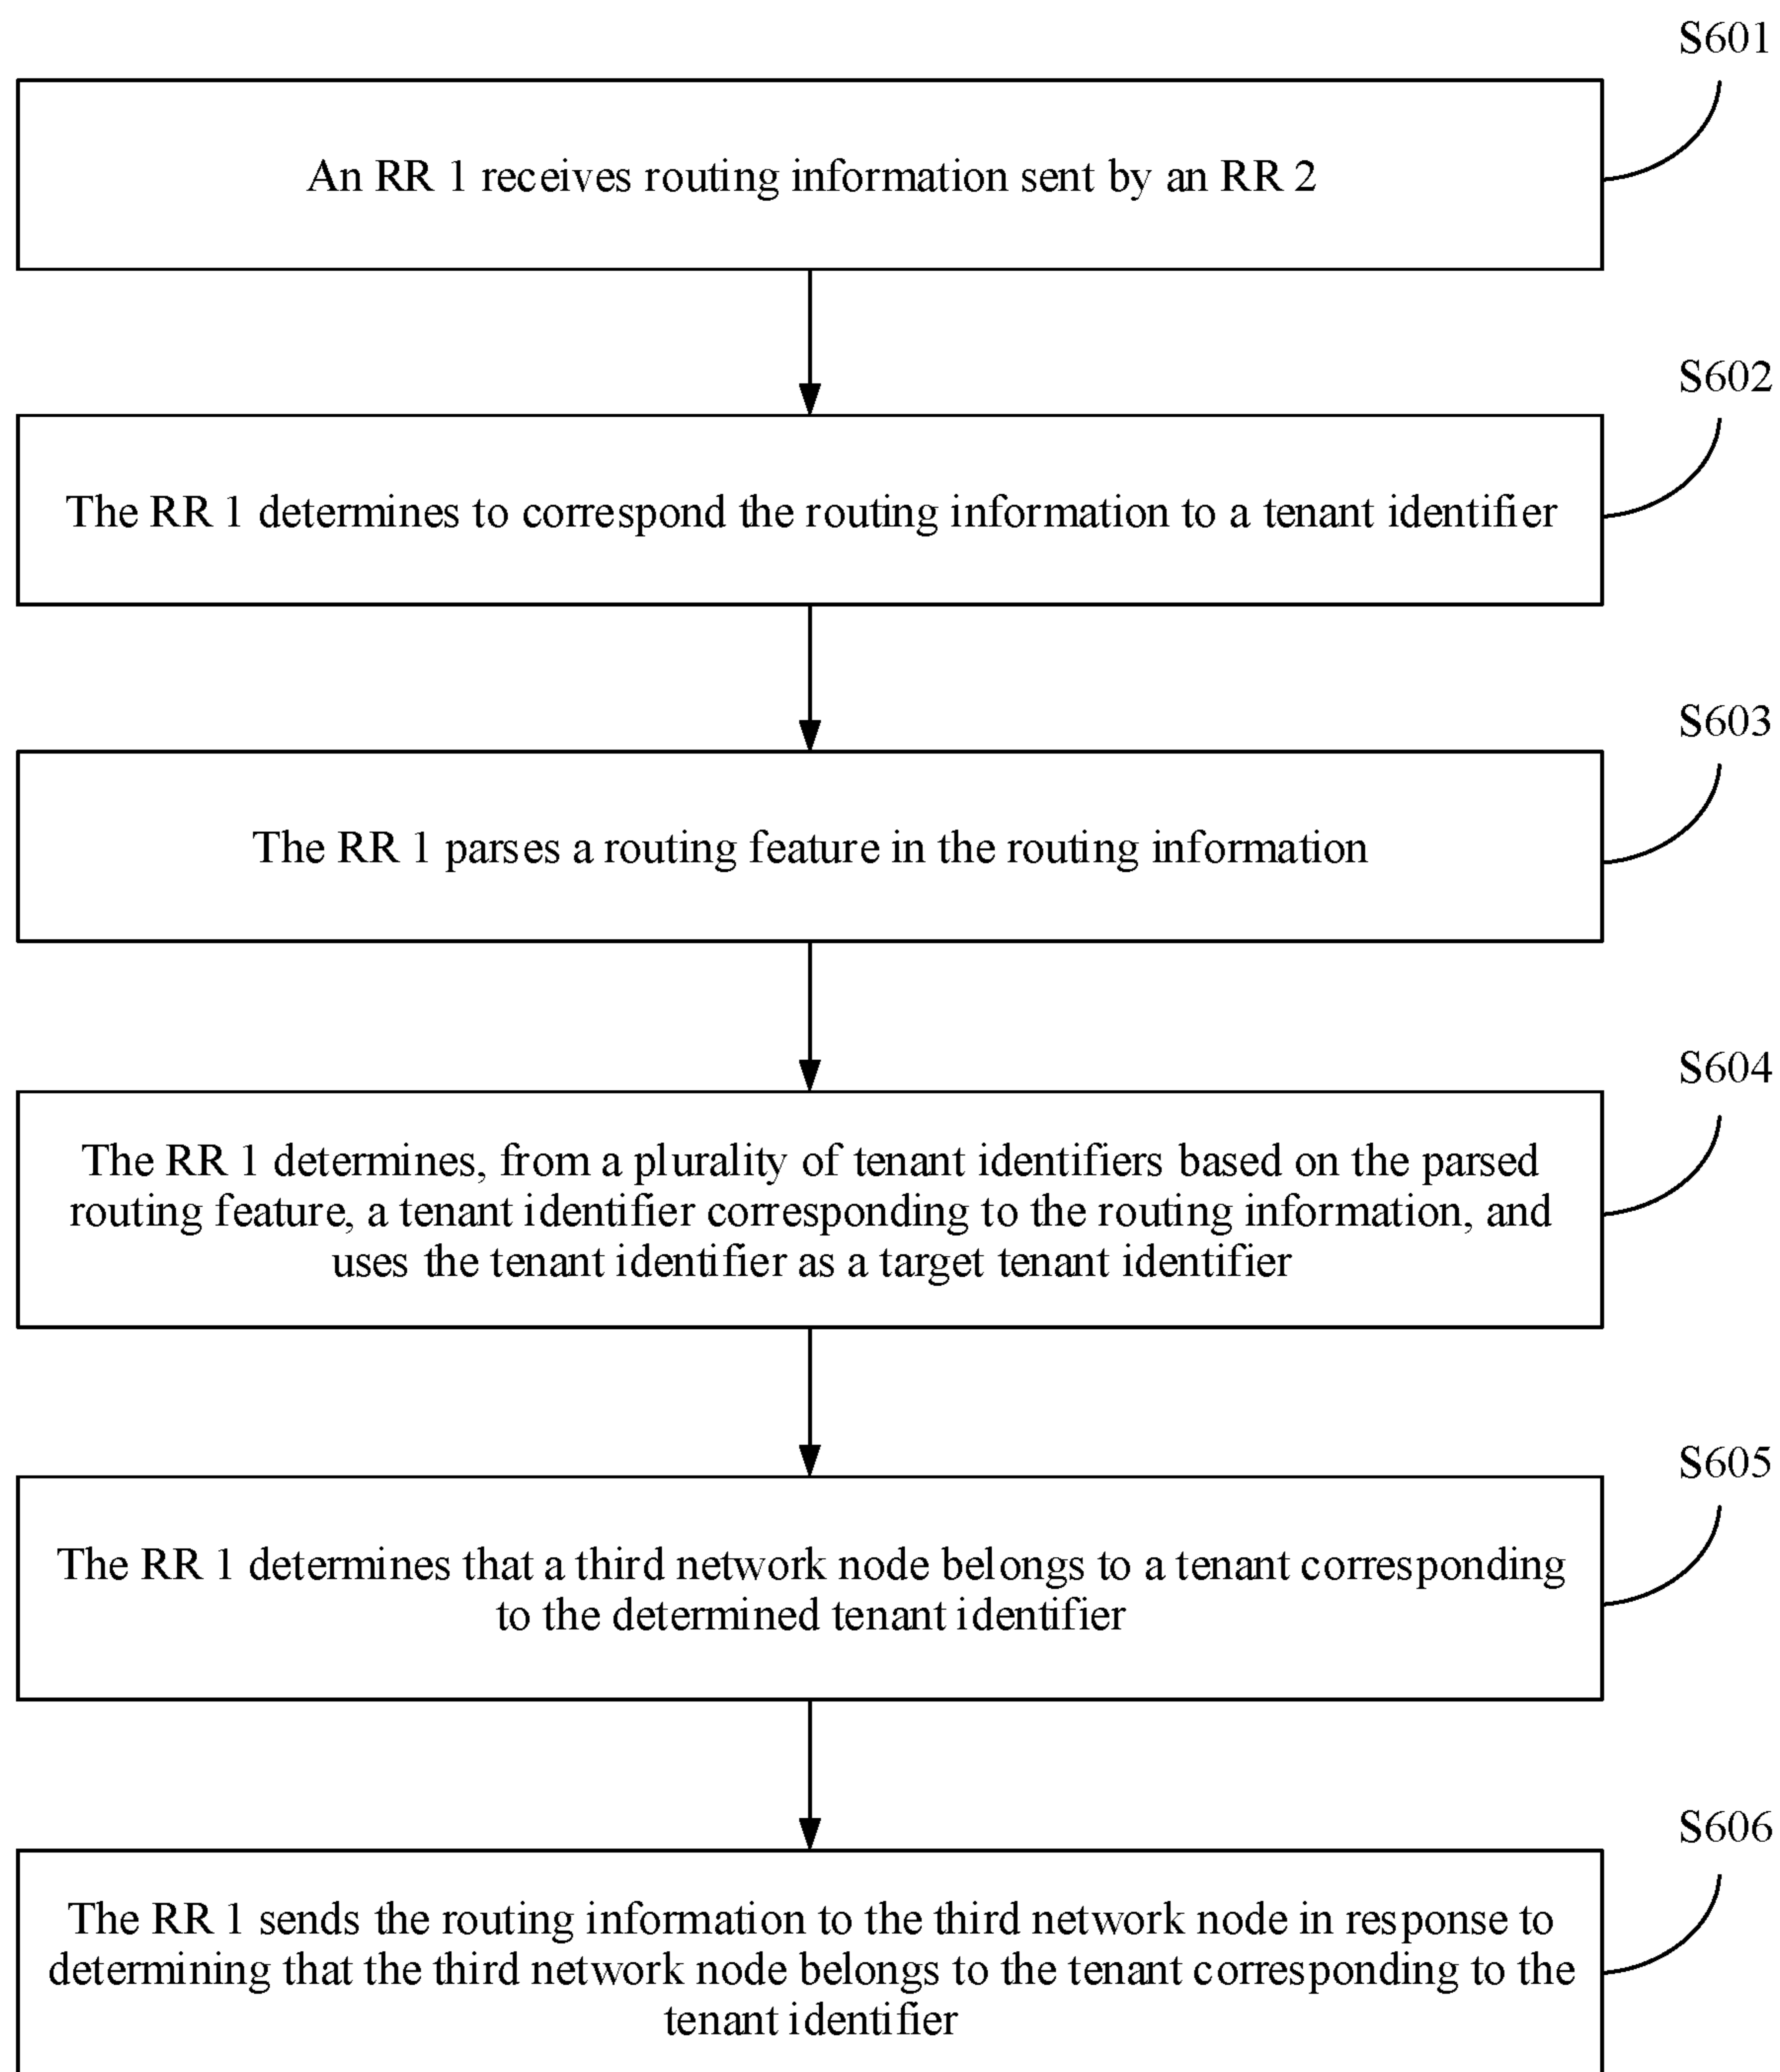 S601
An RR 1 receives routing information sent by an RR 2
S602
The RR 1 determines to correspond the routing information to a tenant identifier
S603
The RR 1 parses a routing feature in the routing information
S604
The RR 1 determines, from a plurality of tenant identifiers based on the parsed
routing feature, a tenant identifier corresponding to the routing information, and
uses the tenant identifier as a target tenant identifier
S605
The RR 1 determines that a third network node belongs to a tenant corresponding
to the determined tenant identifier
S606
The RR 1 sends the routing information to the third network node in response to
determining that the third network node belongs to the tenant corresponding to the
tenant identifier